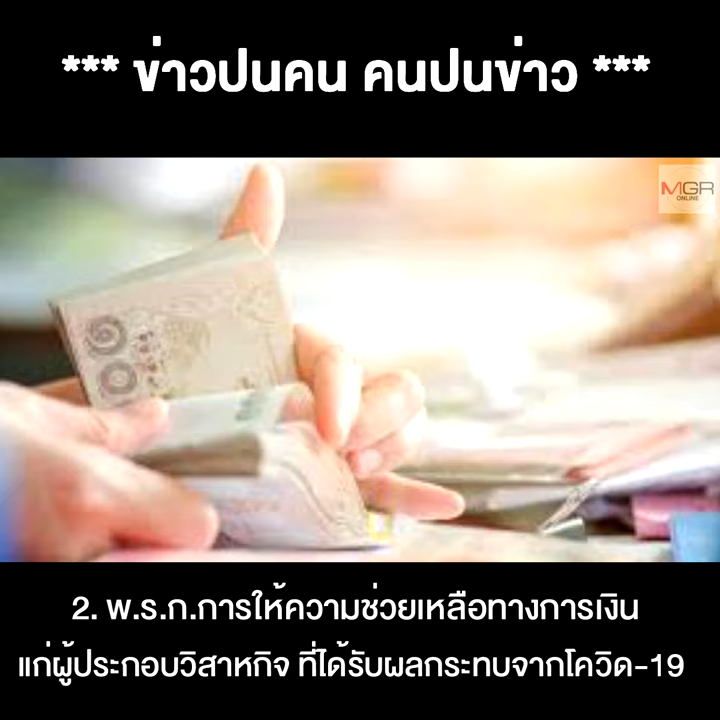 *** ข่าวปนคน คนปนข่าว ***
MGR
ONLINE
2. พ.ร.ก.การให้ความช่วยเหลือทางการเงิน
แก่ผู้ประกอบวิสาหกิจ ที่ได้รับผลกระทบจากโควิด-19